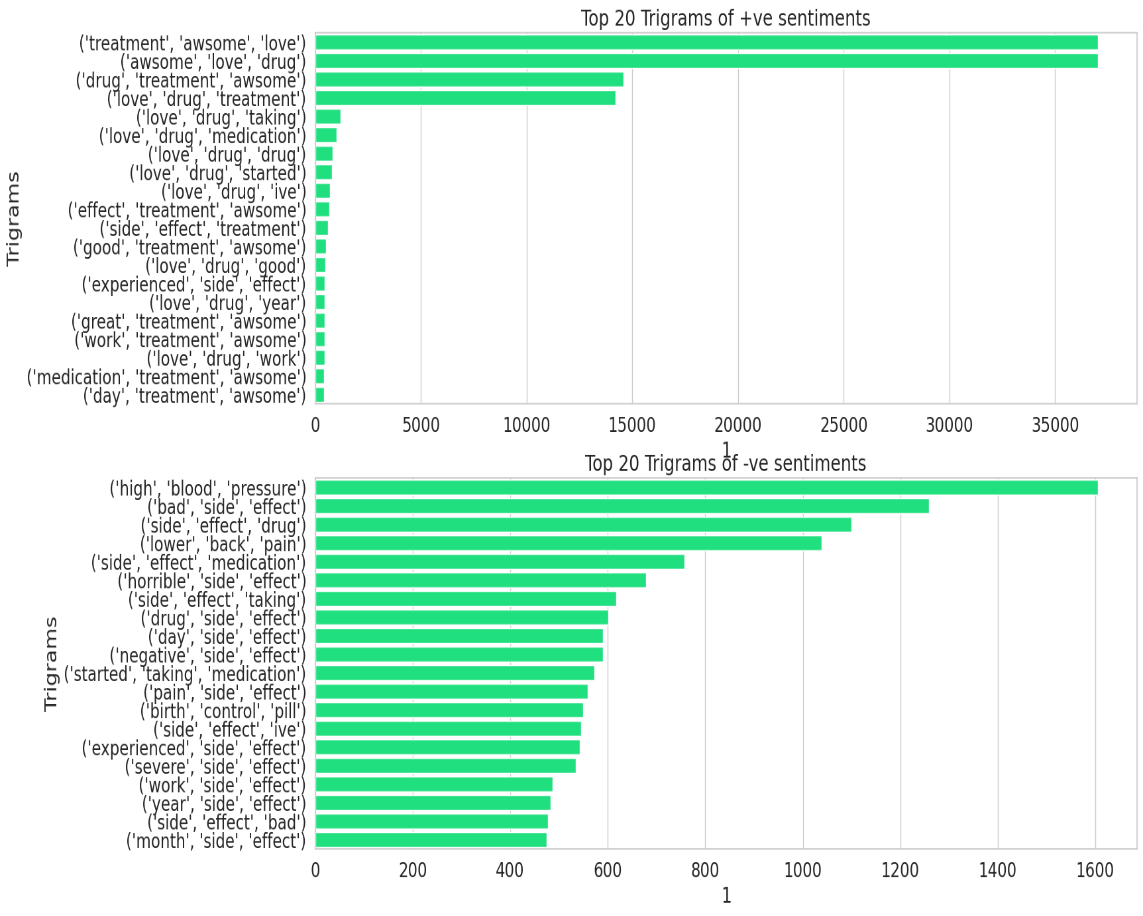 Top 20 Trigrams of +ve sentiments
Trigrams
('treatment', 'awsome', 'love')
('awsome', 'love', 'drug')
('drug', 'treatment', 'awsome')
('love', 'drug', 'treatment')
('love', 'drug', 'taking')
('love', 'drug', 'medication')
('love', 'drug', 'drug')
('love', 'drug', 'started')
('love', 'drug', 'ive')
('effect', 'treatment', 'awsome')
('side', 'effect', 'treatment')
('good', 'treatment', 'awsome')
('love', 'drug', 'good')
('experienced', 'side', 'effect')
('love', 'drug', 'year')
('great', 'treatment', 'awsome')
('work', 'treatment', 'awsome')
('love', 'drug', 'work')
('medication', 'treatment', 'awsome')
('day', 'treatment', 'awsome')
0 5000 10000 15000 20000 25000 30000 35000
1
Top 20 Trigrams of -ve sentiments
Trigrams
('high', 'blood', 'pressure')
('bad', 'side', 'effect')
('side', 'effect', 'drug')
('lower', 'back', 'pain')
('side', 'effect', 'medication')
('horrible', 'side', 'effect')
('side', 'effect', 'taking')
('drug', 'side', 'effect')
('day', 'side', 'effect')
('negative', 'side', 'effect')
('started', 'taking', 'medication')
('pain', 'side', 'effect')
('birth', 'control', 'pill')
('side', 'effect', 'ive')
('experienced', 'side', 'effect')
('severe', 'side', 'effect')
('work', 'side', 'effect')
('year', 'side', 'effect')
('side', 'effect', 'bad')
('month', 'side', 'effect')
0 200 400 600 800 1000 1200 1400 1600
1